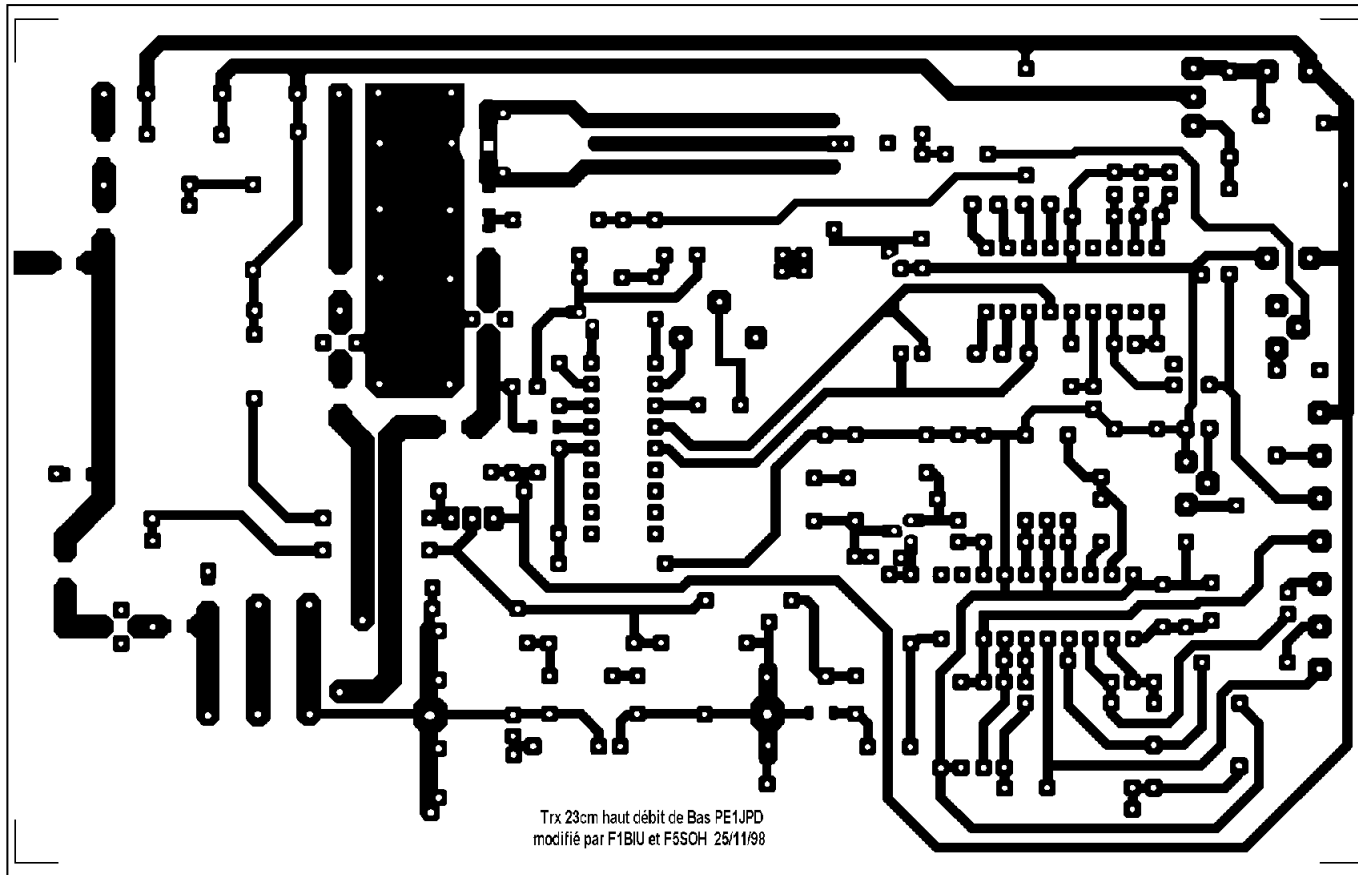 Trx 23cm haut débit de Bas PE1JPD
modifié par F1BIU et F5SOH 25/11/98